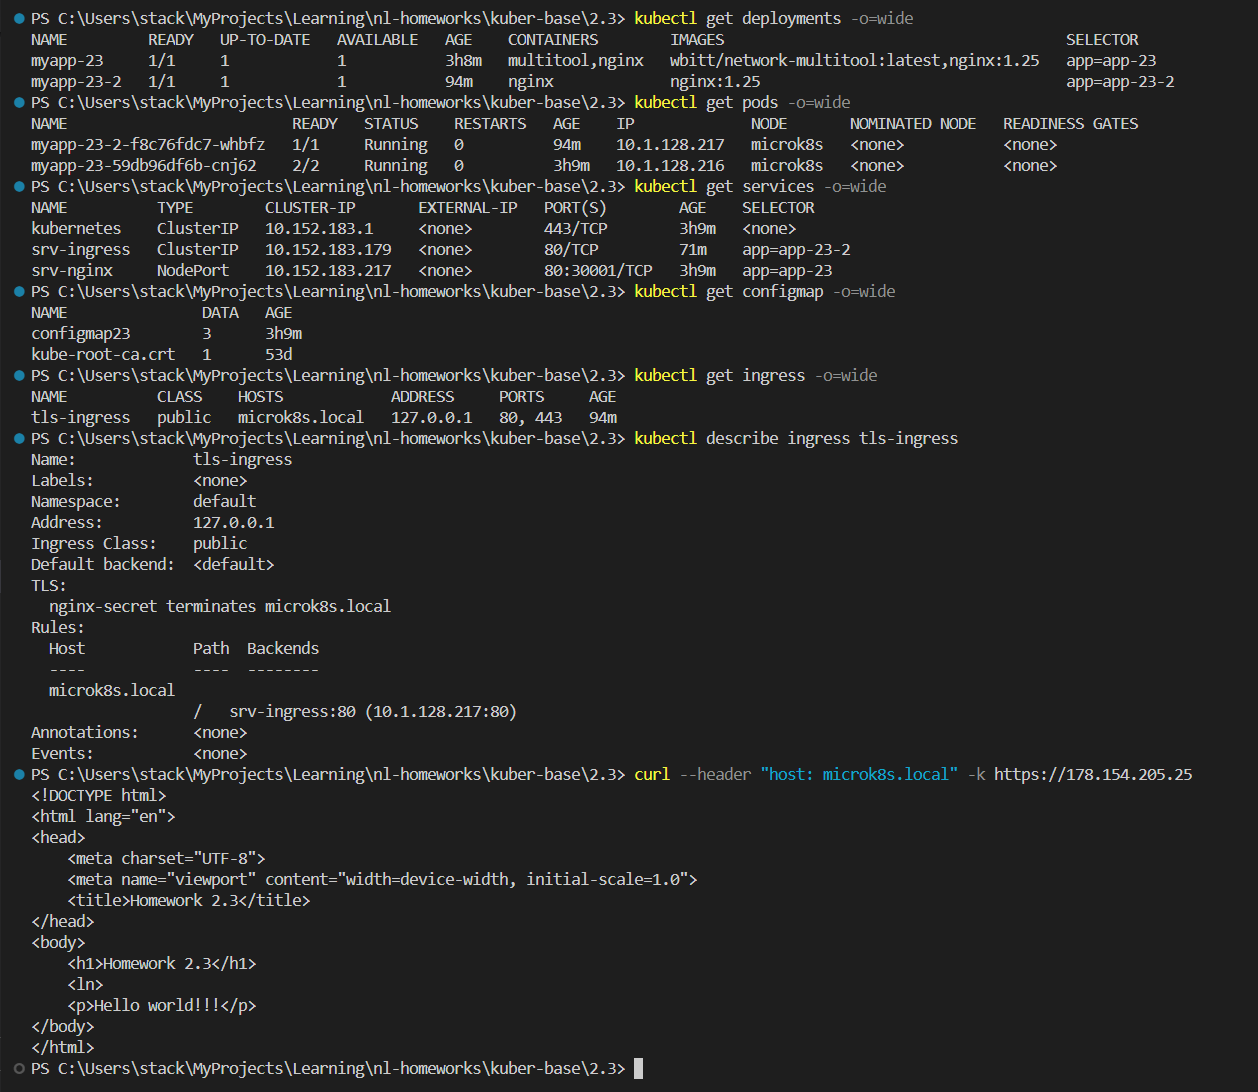 PS C:\Users\stack\MyProjects\Learning\nl-homeworks\kuber-base\2.3> kubectl get deployments -o=wide
NAME         READY   UP-TO-DATE   AVAILABLE   AGE    CONTAINERS        IMAGES                                      SELECTOR
myapp-23     1/1     1            1           3h8m   multitool,nginx   wbitt/network-multitool:latest,nginx:1.25   app=app-23
myapp-23-2   1/1     1            1           94m    nginx             nginx:1.25                                  app=app-23-2
PS C:\Users\stack\MyProjects\Learning\nl-homeworks\kuber-base\2.3> kubectl get pods -o=wide
NAME                         READY   STATUS    RESTARTS   AGE    IP             NODE       NOMINATED NODE   READINESS GATES
myapp-23-2-f8c76fdc7-whbfz   1/1     Running   0          94m    10.1.128.217   microk8s   <none>           <none>
myapp-23-59db96df6b-cnj62    2/2     Running   0          3h9m   10.1.128.216   microk8s   <none>           <none>
PS C:\Users\stack\MyProjects\Learning\nl-homeworks\kuber-base\2.3> kubectl get services -o=wide
NAME          TYPE        CLUSTER-IP       EXTERNAL-IP   PORT(S)        AGE    SELECTOR
kubernetes    ClusterIP   10.152.183.1     <none>        443/TCP        3h9m   <none>
srv-ingress   ClusterIP   10.152.183.179   <none>        80/TCP         71m    app=app-23-2
srv-nginx     NodePort    10.152.183.217   <none>        80:30001/TCP   3h9m   app=app-23
PS C:\Users\stack\MyProjects\Learning\nl-homeworks\kuber-base\2.3> kubectl get configmap -o=wide
NAME               DATA   AGE
configmap23        3      3h9m
kube-root-ca.crt   1      53d
PS C:\Users\stack\MyProjects\Learning\nl-homeworks\kuber-base\2.3> kubectl get ingress -o=wide
NAME          CLASS    HOSTS            ADDRESS     PORTS     AGE
tls-ingress   public   microk8s.local   127.0.0.1   80, 443   94m
PS C:\Users\stack\MyProjects\Learning\nl-homeworks\kuber-base\2.3> kubectl describe ingress tls-ingress
Name:             tls-ingress
Labels:           <none>
Namespace:        default
Address:          127.0.0.1
Ingress Class:    public
Default backend:  <default>
TLS:
  nginx-secret terminates microk8s.local
Rules:
  Host            Path  Backends
  ----            ----  --------
  microk8s.local
                  /   srv-ingress:80 (10.1.128.217:80)
Annotations:      <none>
Events:           <none>
PS C:\Users\stack\MyProjects\Learning\nl-homeworks\kuber-base\2.3> curl --header "host: microk8s.local" -k https://178.154.205.25
<!DOCTYPE html>
<html lang="en">
<head>
    <meta charset="UTF-8">
    <meta name="viewport" content="width=device-width, initial-scale=1.0">
    <title>Homework 2.3</title>
</head>
<body>
    <h1>Homework 2.3</h1>
    <ln>
    <p>Hello world!!!</p>
</body>
</html>
PS C:\Users\stack\MyProjects\Learning\nl-homeworks\kuber-base\2.3>